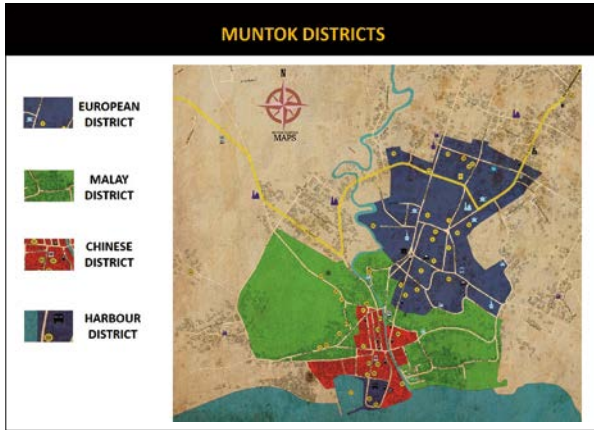 MUNTOK DISTRICTS
EUROPEAN
DISTRICT
MALAY
DISTRICT
CHINESE
DISTRICT
HARBOUR
DISTRICT
N
MAPS